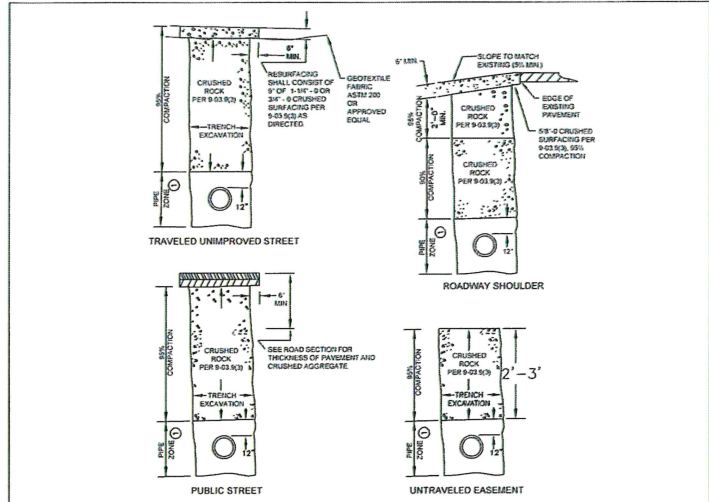 95%
COMPACTION
CRUSHED
ROCK
PER 9-03.9(3)
TRENCH
EXCAVATION
6"
MIN.
RESURFACING
SHALL CONSIST OF
9" OF 1-1/4" - 0 OR
3/4" - 0 CRUSHED
SURFACING PER
9-03.9(3) AS
DIRECTED
GEOTEXTILE
FABRIC
ASTM 200
OR
APPROVED
EQUAL
PIPE
ZONE 1
12"
TRAVELED UNIMPROVED STREET
6" MIN.
SLOPE TO MATCH
EXISTING (5% MIN.)
95%
COMPACTION
2'-0"
MIN.
CRUSHED
ROCK
PER 9-03.9(3)
EDGE OF
EXISTING
PAVEMENT
5/8"-0 CRUSHED
SURFACING PER
9-03.9(3), 95%
COMPACTION
90%
COMPACTION
CRUSHED
ROCK
PER 9-03.9(3)
PIPE
ZONE 1
12"
ROADWAY SHOULDER
95%
COMPACTION
CRUSHED
ROCK
PER 9-03.9(3)
TRENCH
EXCAVATION
6"
MIN
SEE ROAD SECTION FOR
THICKNESS OF PAVEMENT AND
CRUSHED AGGREGATE
PIPE
ZONE 1
12"
PUBLIC STREET
95%
COMPACTION
CRUSHED
ROCK
PER 9-03.9(3)
2'-3'
TRENCH
EXCAVATION
PIPE
ZONE 1
12"
UNTRAVELED EASEMENT